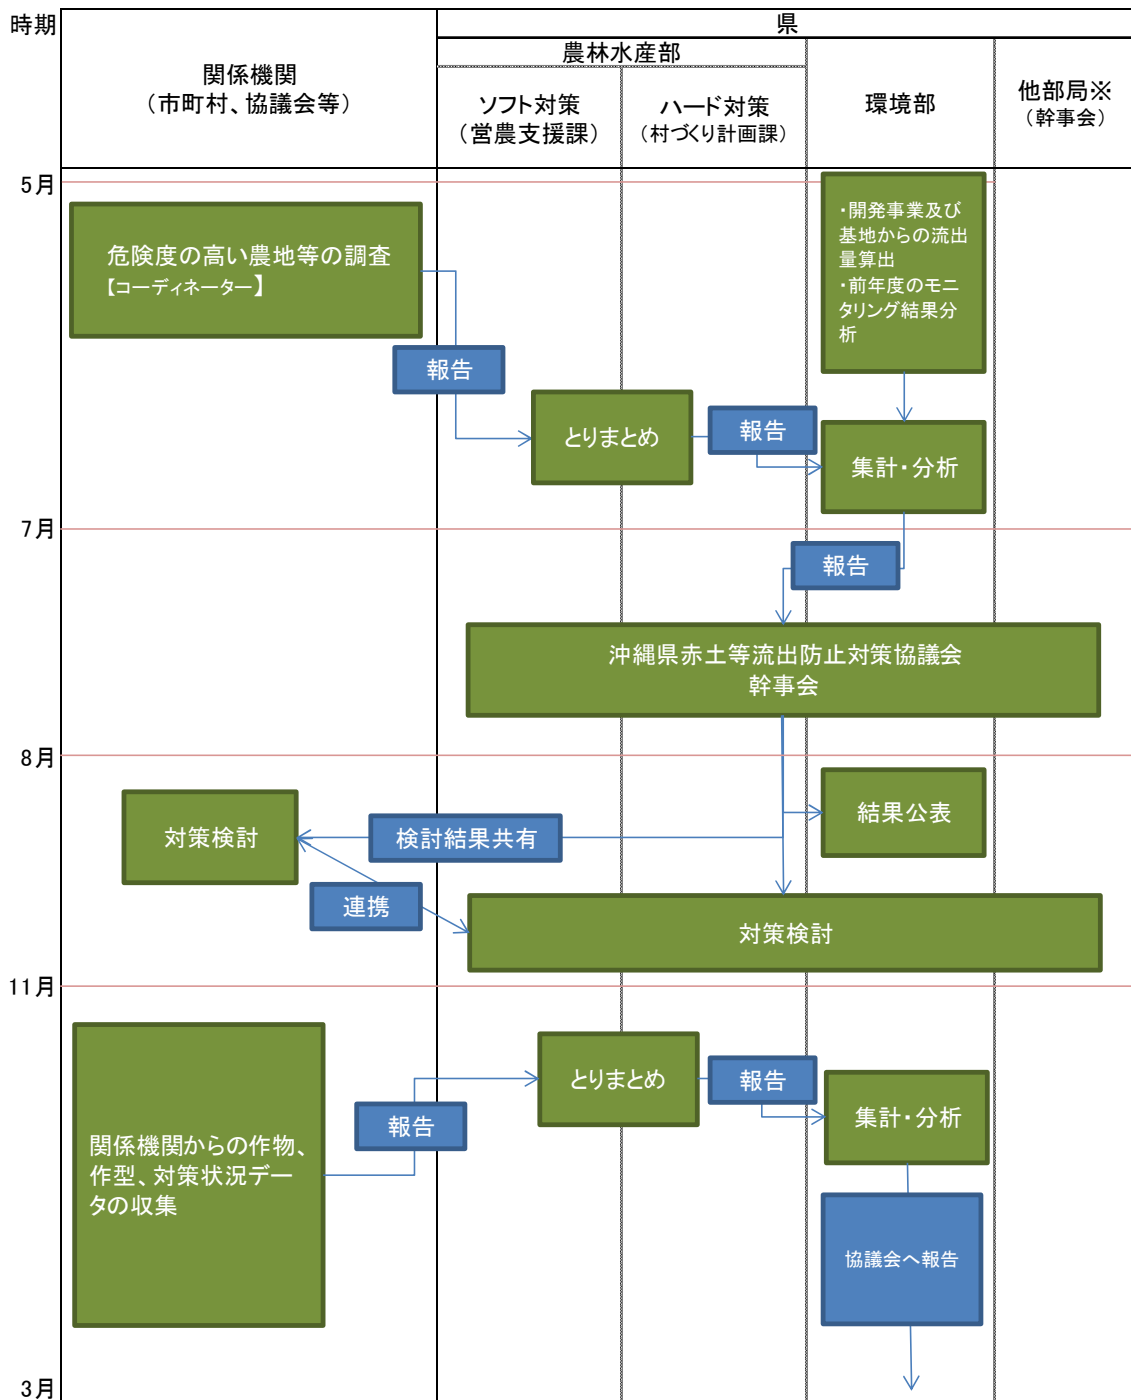 時期
県
農林水産部
関係機関
（市町村、協議会等）
ソフト対策
（営農支援課）
ハード対策
（村づくり計画課）
環境部
他部局※
（幹事会）
5月
危険度の高い農地等の調査
【コーディネーター】
・開発事業及び
基地からの流出
量算出
・前年度のモニ
タリング結果分
析
報告
とりまとめ
報告
集計・分析
7月
報告
沖縄県赤土等流出防止対策協議会
幹事会
8月
対策検討
検討結果共有
結果公表
連携
対策検討
11月
関係機関からの作物、
作型、対策状況デー
タの収集
報告
とりまとめ
報告
集計・分析
協議会へ報告
3月